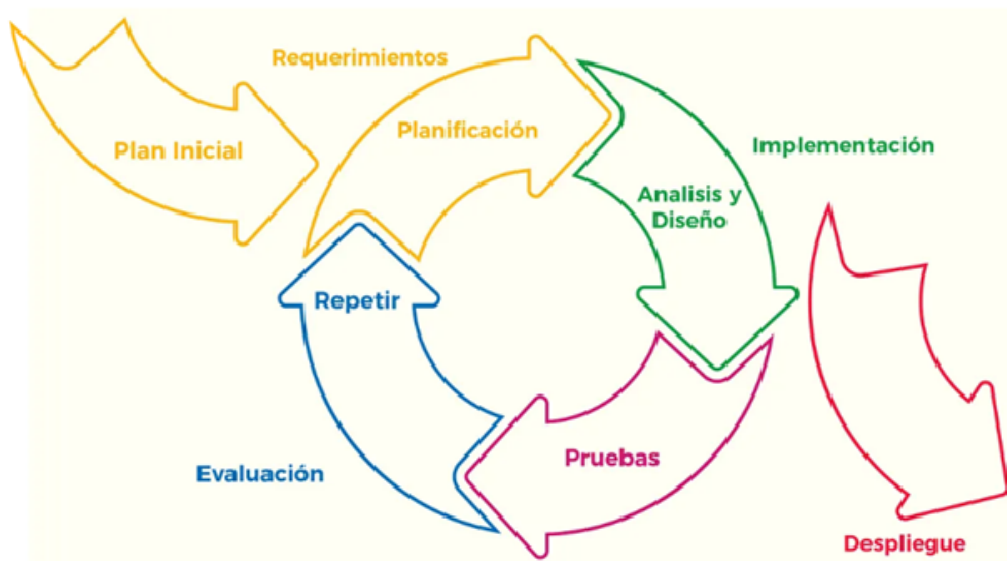 Requerimientos
Planificación
Plan Inicial
Implementación
Analisis y
Diseño
Repetir
Pruebas
Evaluación
Despliegue